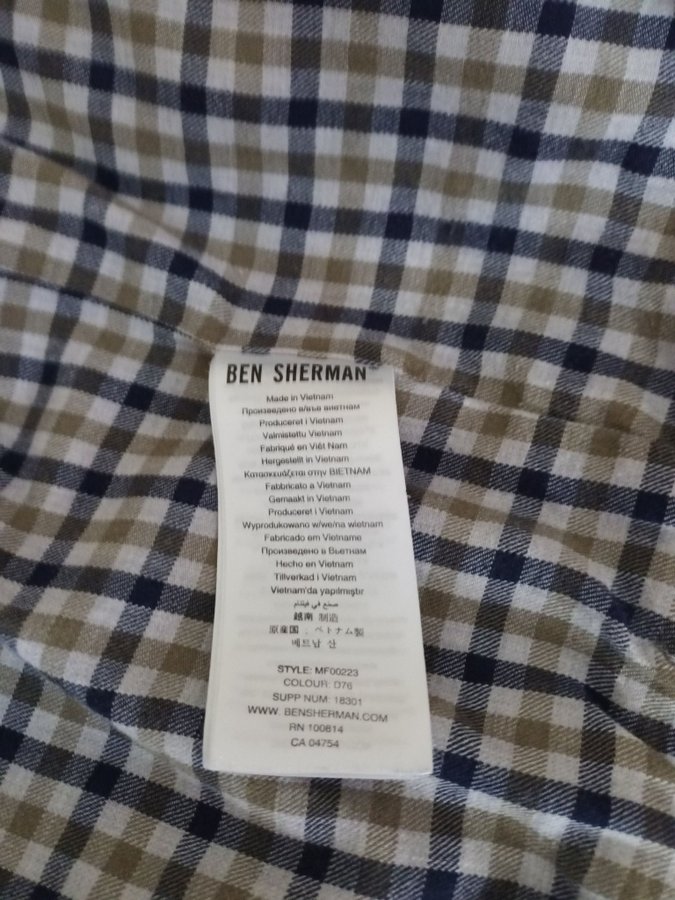 BEN SHERMAN
Made in Vietnam
Произведено в/във виетнам
Produceret i Vietnam
Valmistettu Vietnam
Fabriqué en Viêt Nam
Hergestellt in Vietnam
Κατασκευάζεται στην ΒΙΕΤΝΑΜ
Fabbricato a Vietnam
Gemaakt in Vietnam
Produceret i Vietnam
Wyprodukowano w/we/na wietnam
Fabricado em Vietname
Произведено в Вьетнам
Hecho en Vietnam
Tillverkad i Vietnam
Vietnam'da yapılmıştır
صنع في فيتنام
越南 制造
原産国 : ベトナム製
베트남 산
STYLE: MF00223
COLOUR: D76
SUPP NUM: 18301
WWW.BENSHERMAN.COM
RN 100614
CA 04754